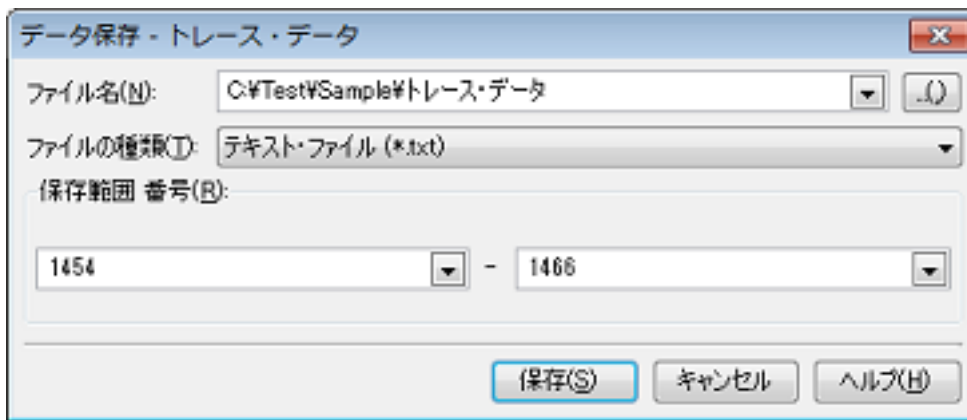 データ保存 - トレース・データ
ファイル名(N): C:¥Test¥Sample¥トレース・データ ...()
ファイルの種類(T): テキスト・ファイル (*.txt)
保存範囲 番号(R):
1454 - 1466
保存(S) キャンセル ヘルプ(H)